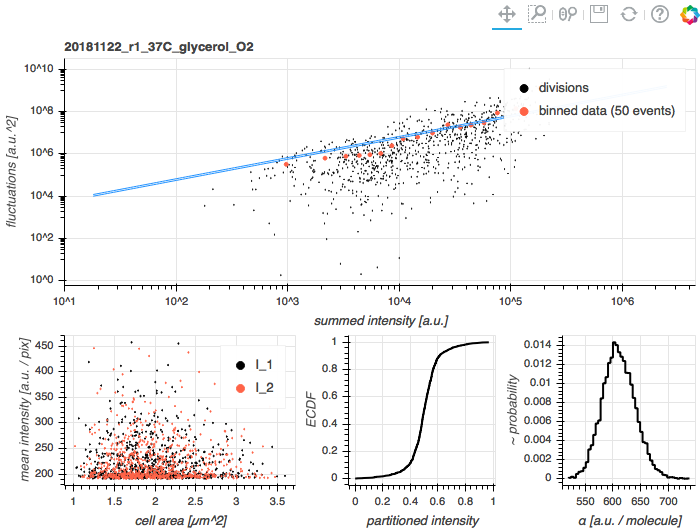 20181122_r1_37C_glycerol_O2
fluctuations [a.u.^2]
10^10
10^8
10^6
10^4
10^2
10^0
divisions
binned data (50 events)
10^1 10^2 10^3 10^4 10^5 10^6
summed intensity [a.u.]
mean intensity [a.u. / pix]
450
400
350
300
250
200
I_1
I_2
1 1.5 2 2.5 3 3.5
cell area [µm^2]
ECDF
1
0.8
0.6
0.4
0.2
0
0 0.2 0.4 0.6 0.8 1
partitioned intensity
~ probability
0.014
0.012
0.01
0.008
0.006
0.004
0.002
0
550 600 650 700
α [a.u. / molecule]